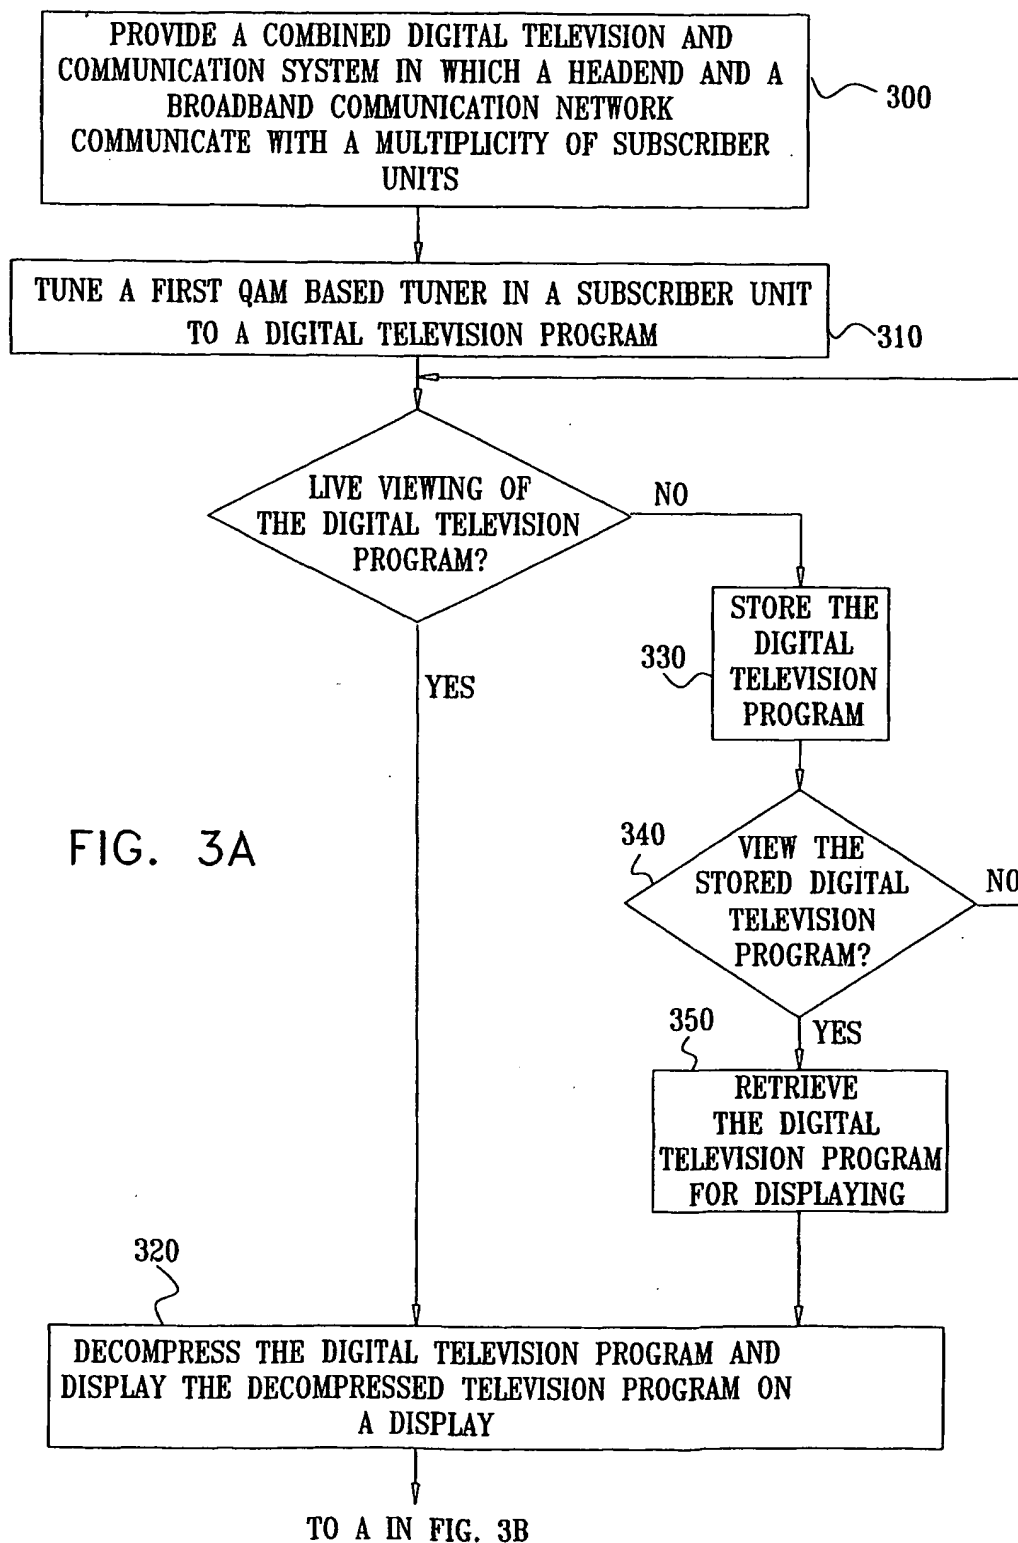 PROVIDE A COMBINED DIGITAL TELEVISION AND
COMMUNICATION SYSTEM IN WHICH A HEADEND AND A
BROADBAND COMMUNICATION NETWORK
COMMUNICATE WITH A MULTIPLICITY OF SUBSCRIBER
UNITS
300
TUNE A FIRST QAM BASED TUNER IN A SUBSCRIBER UNIT
TO A DIGITAL TELEVISION PROGRAM
310
LIVE VIEWING OF
THE DIGITAL TELEVISION
PROGRAM?
NO
YES
STORE THE
DIGITAL
TELEVISION
PROGRAM
330
FIG. 3A
340
VIEW THE
STORED DIGITAL
TELEVISION
PROGRAM?
NO
YES
350
RETRIEVE
THE DIGITAL
TELEVISION PROGRAM
FOR DISPLAYING
320
DECOMPRESS THE DIGITAL TELEVISION PROGRAM AND
DISPLAY THE DECOMPRESSED TELEVISION PROGRAM ON
A DISPLAY
TO A IN FIG. 3B